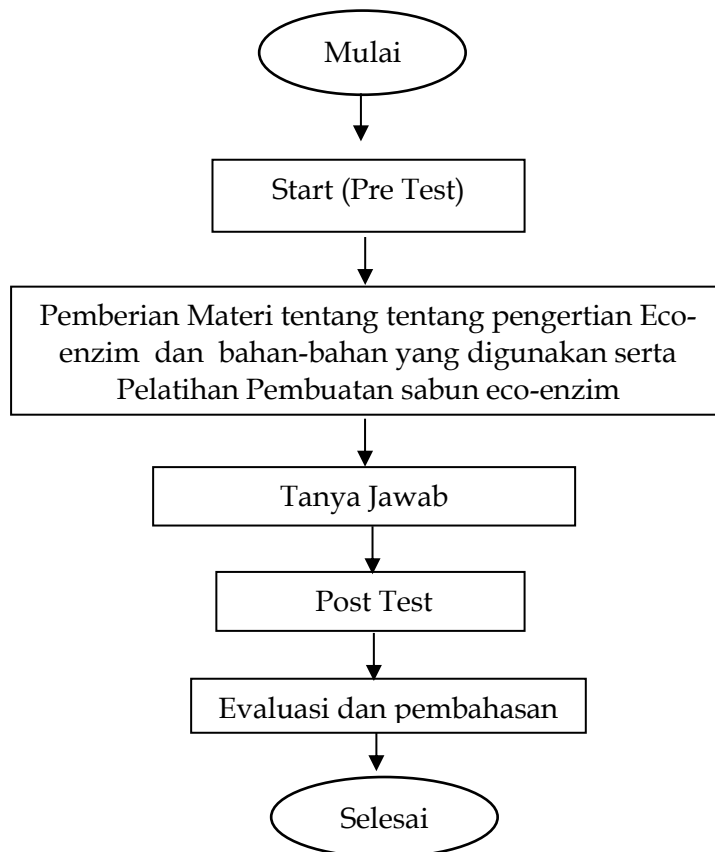 Mulai
Start (Pre Test)
Pemberian Materi tentang tentang pengertian Eco-
enzim dan bahan-bahan yang digunakan serta
Pelatihan Pembuatan sabun eco-enzim
Tanya Jawab
Post Test
Evaluasi dan pembahasan
Selesai